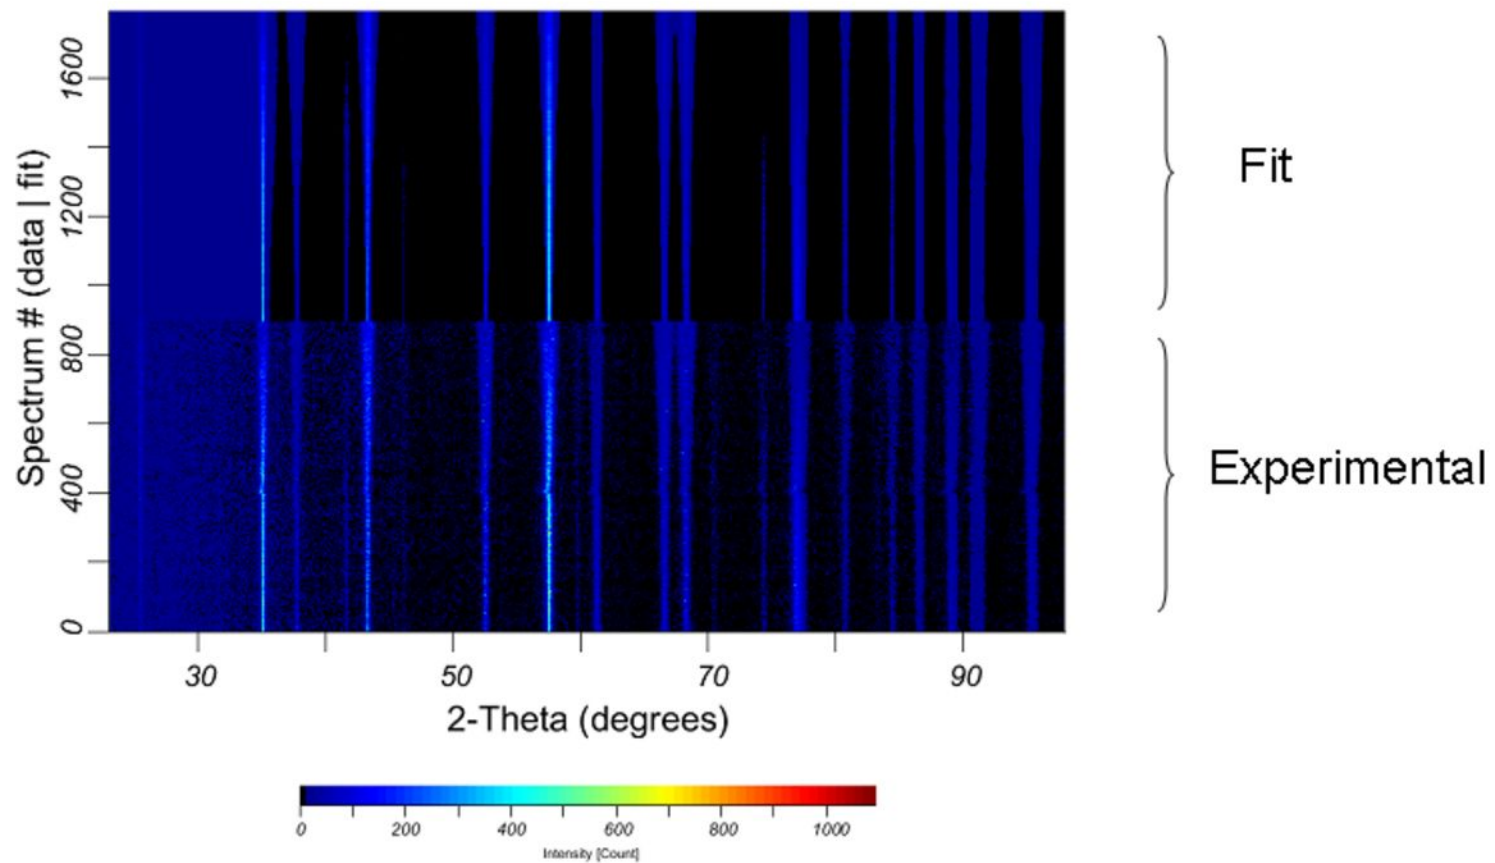 1600
1200
800
400
0
Spectrum # (data | fit)
30 50 70 90
2-Theta (degrees)
Fit
Experimental
0 200 400 600 800 1000
Intensity [Count]